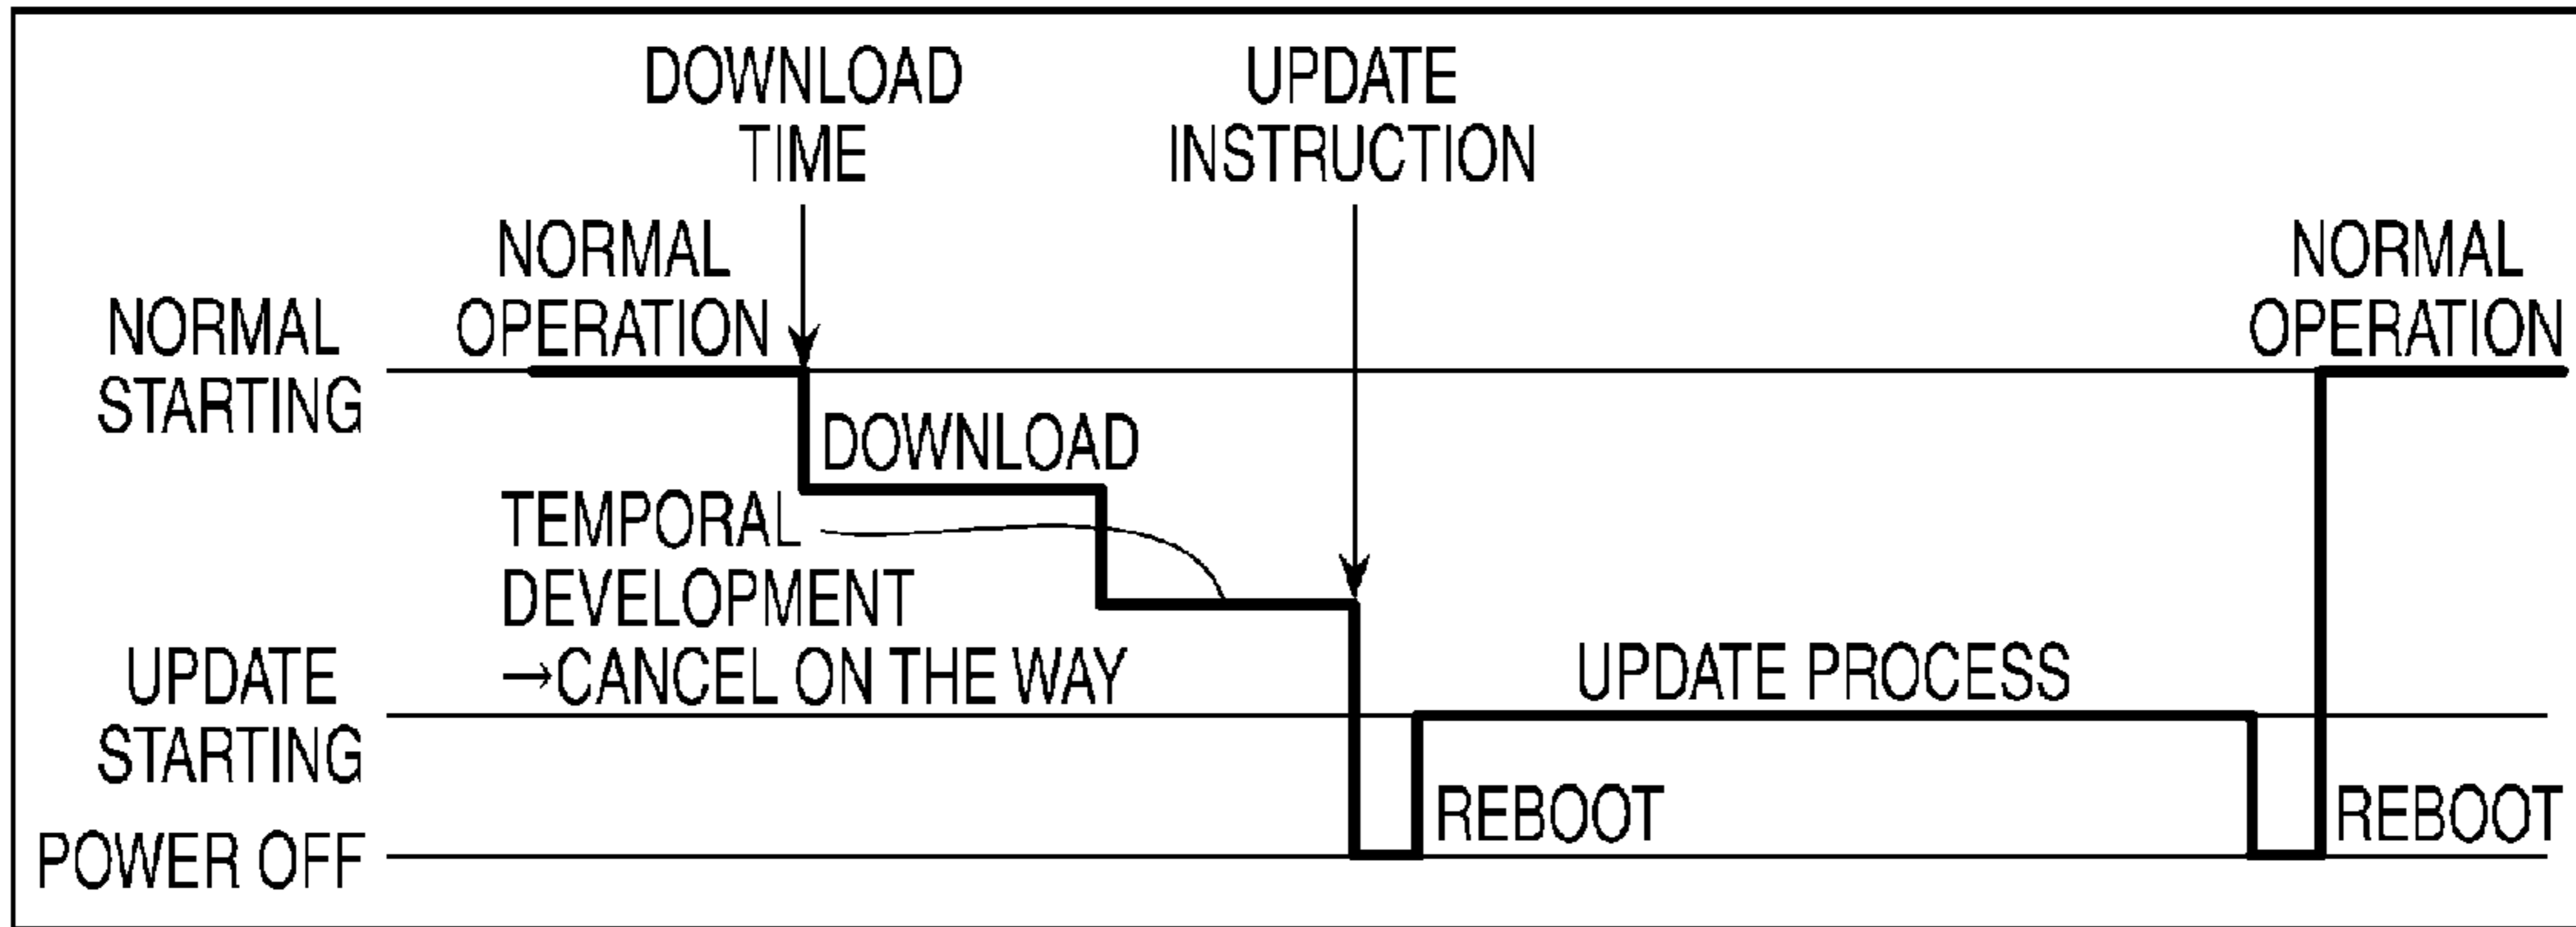 DOWNLOAD
TIME
UPDATE
INSTRUCTION
NORMAL
OPERATION
NORMAL
OPERATION
NORMAL
STARTING
DOWNLOAD
TEMPORAL
DEVELOPMENT
→CANCEL ON THE WAY
UPDATE
STARTING
UPDATE PROCESS
REBOOT
REBOOT
POWER OFF